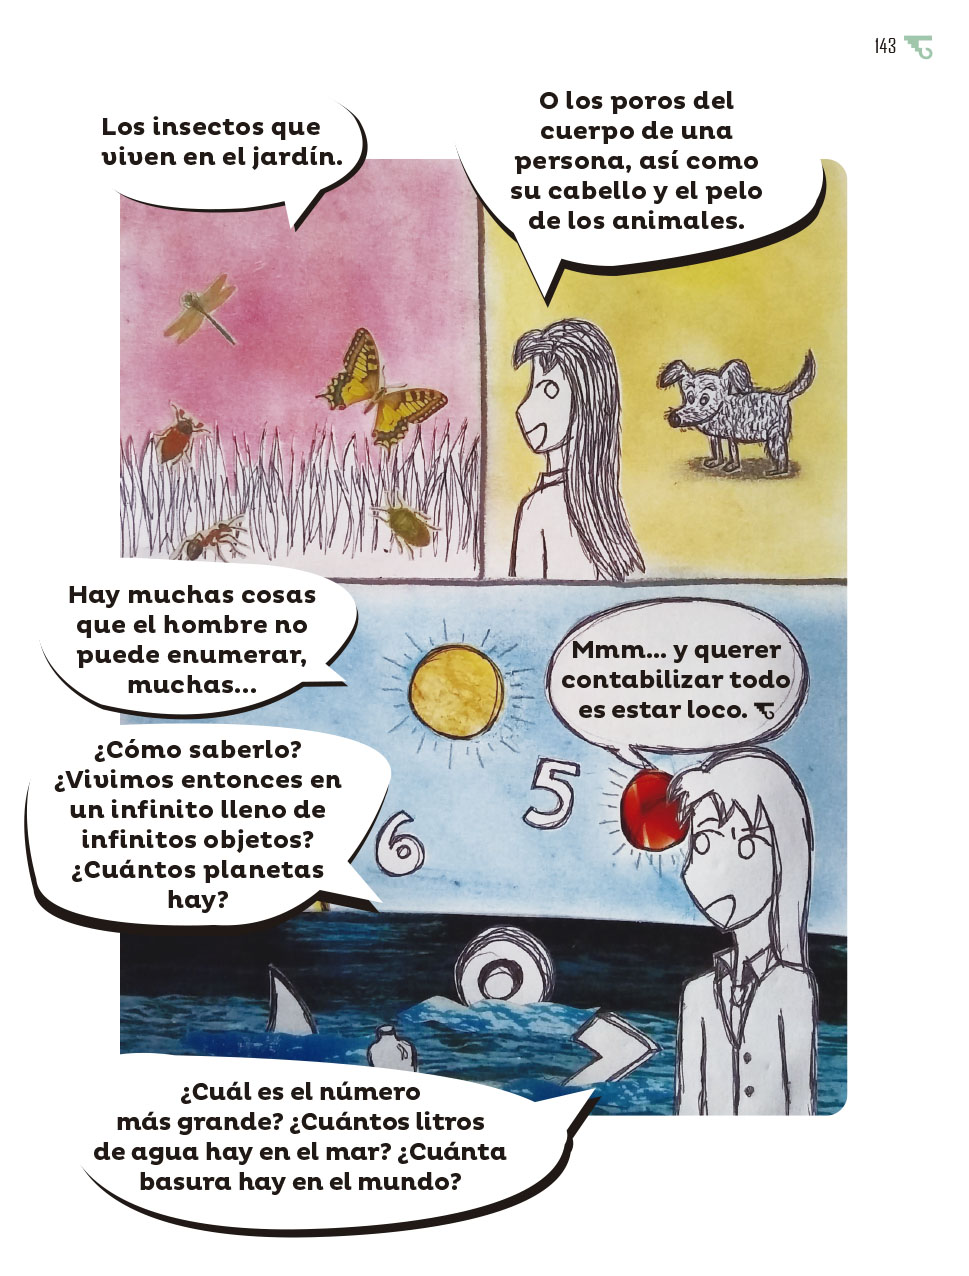 143
Los insectos que
viven en el jardín.
O los poros del
cuerpo de una
persona, así como
su cabello y el pelo
de los animales.
Hay muchas cosas
que el hombre no
puede enumerar,
muchas...
Mmm... y querer
contabilizar todo
es estar loco.
¿Cómo saberlo?
¿Vivimos entonces en
un infinito lleno de
infinitos objetos?
¿Cuántos planetas
hay?
5
6
¿Cuál es el número
más grande? ¿Cuántos litros
de agua hay en el mar? ¿Cuánta
basura hay en el mundo?